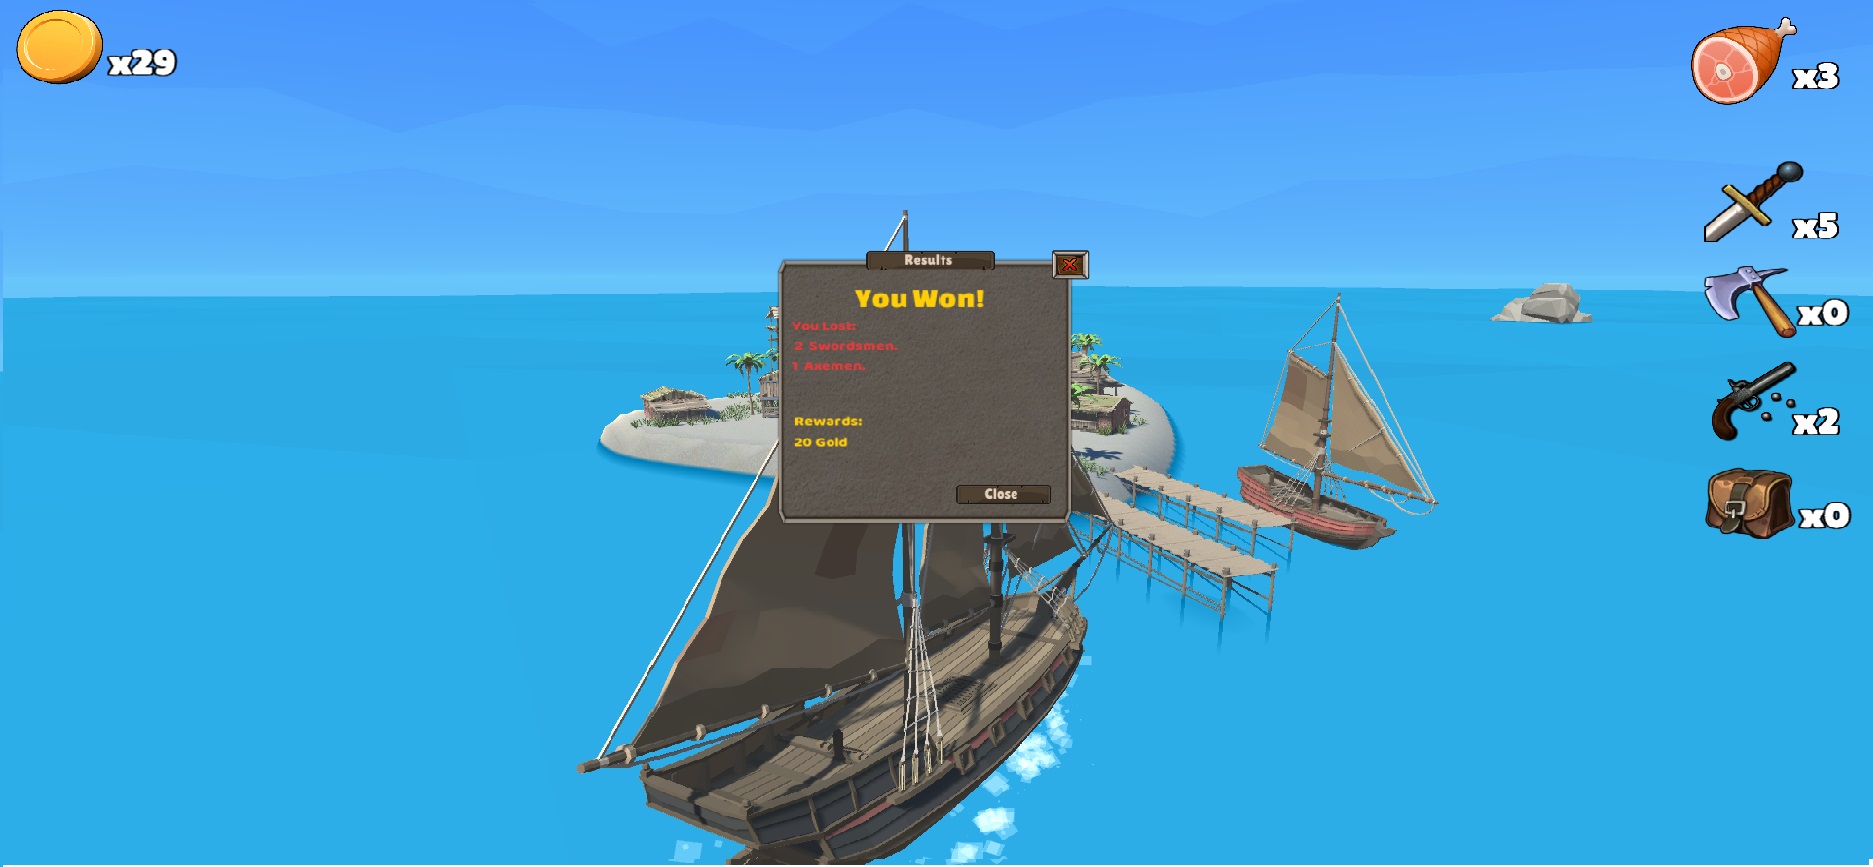 x29
x3
x5
x0
x2
x0
Results
You Won!
You Lost:
2 Swordsmen.
1 Axemen.
Rewards:
20 Gold
Close